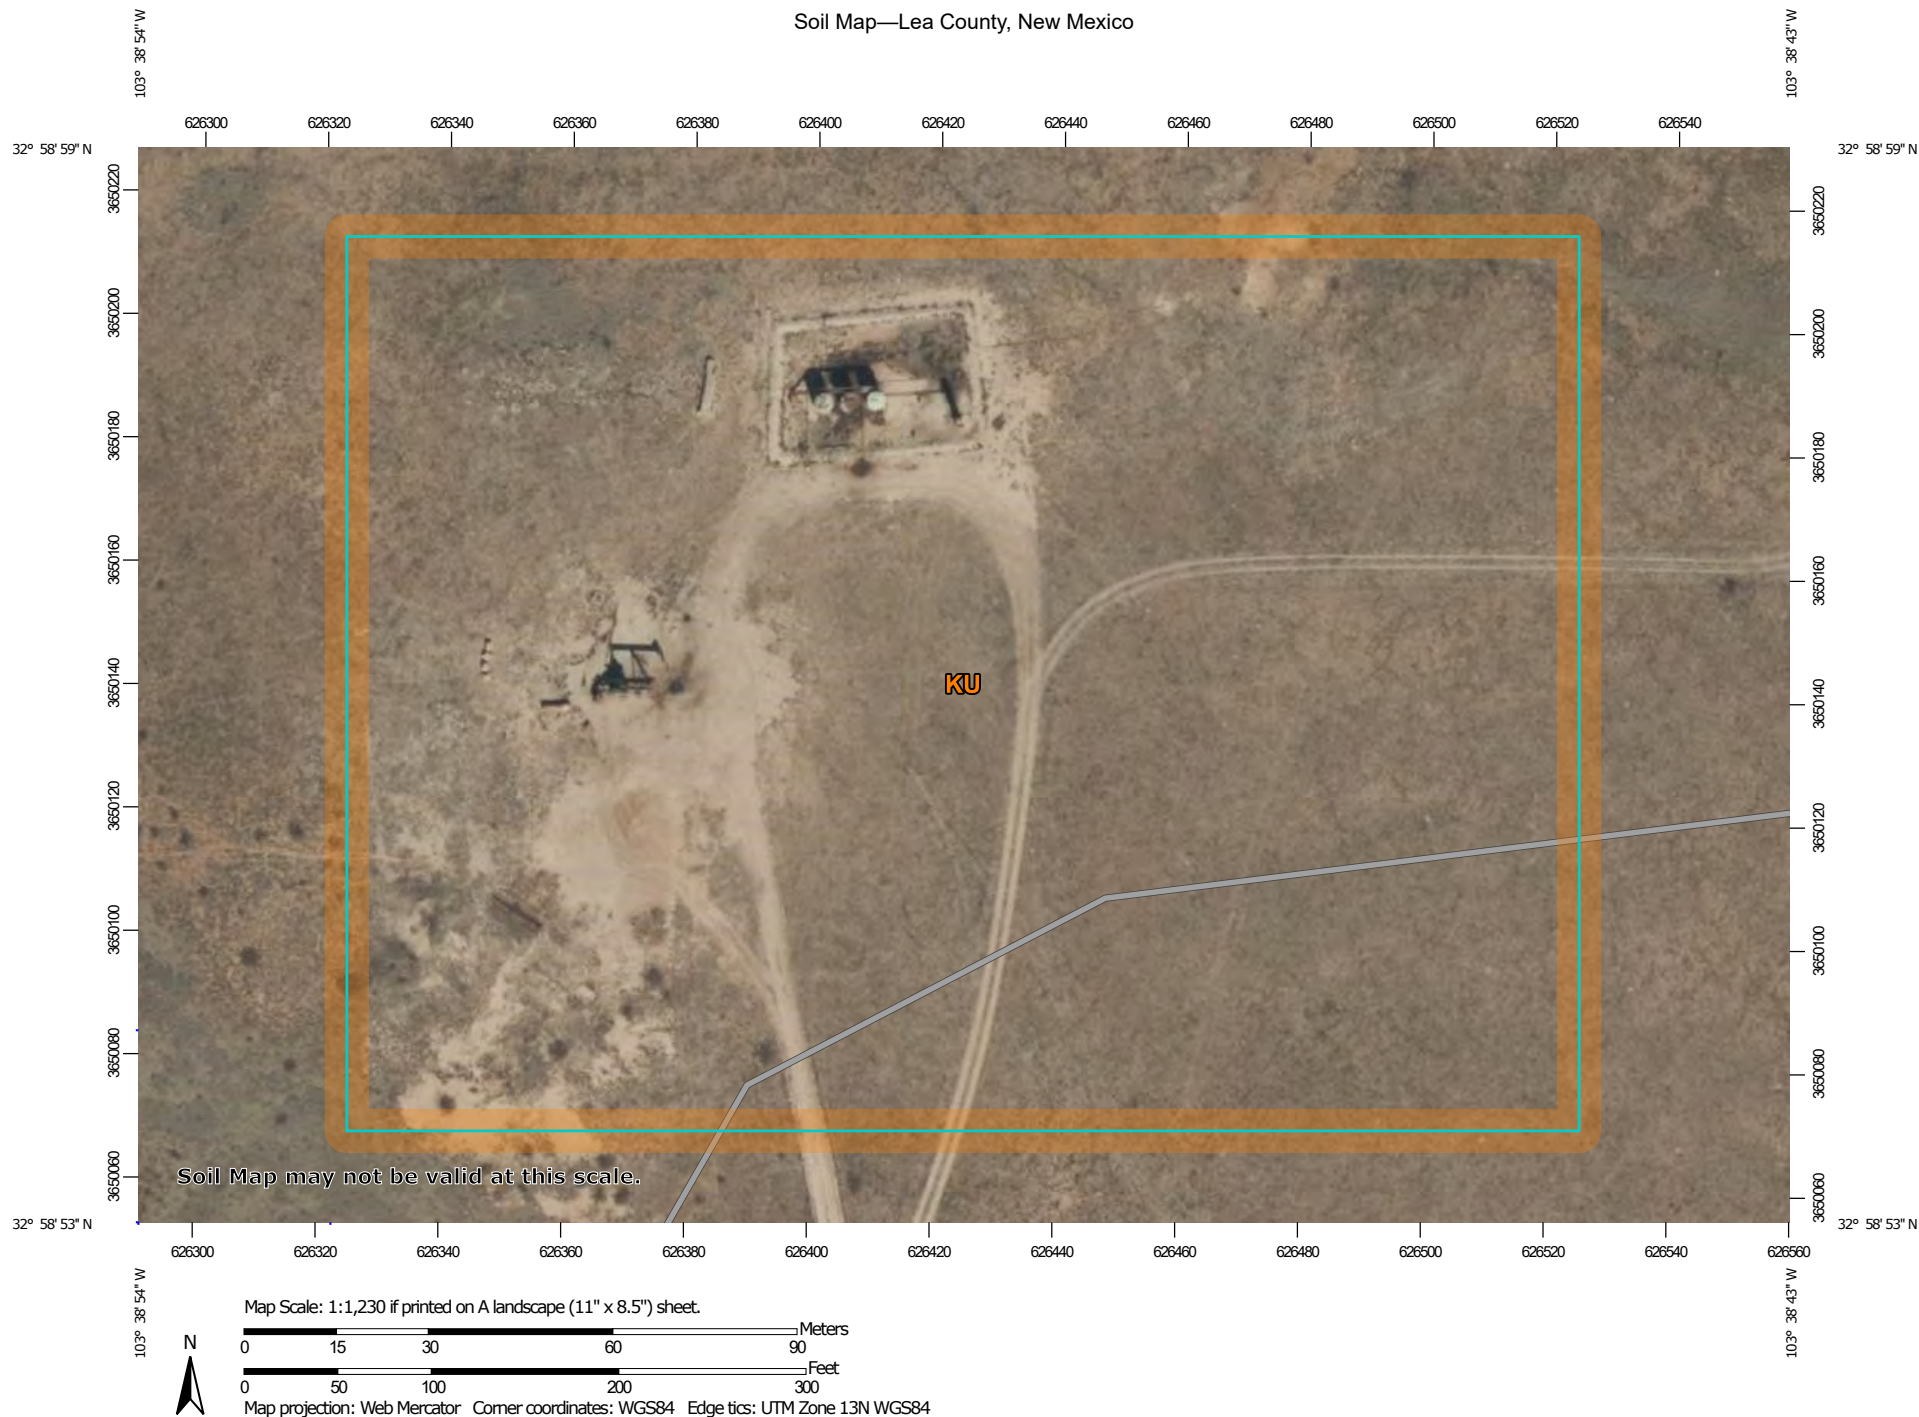 Soil Map—Lea County, New Mexico
103° 38' 54" W
103° 38' 43" W
626300 626320 626340 626360 626380 626400 626420 626440 626460 626480 626500 626520 626540
32° 58' 59" N
32° 58' 59" N
3650220
3650200
3650180
3650160
3650140
3650120
3650100
3650080
3650060
3650220
3650200
3650180
3650160
3650140
3650120
3650100
3650080
3650060
KU
Soil Map may not be valid at this scale.
32° 58' 53" N
32° 58' 53" N
626300 626320 626340 626360 626380 626400 626420 626440 626460 626480 626500 626520 626540 626560
103° 38' 54" W
103° 38' 43" W
Map Scale: 1:1,230 if printed on A landscape (11" x 8.5") sheet.
N
Meters
0 15 30 60 90
Feet
0 50 100 200 300
Map projection: Web Mercator Corner coordinates: WGS84 Edge tics: UTM Zone 13N WGS84